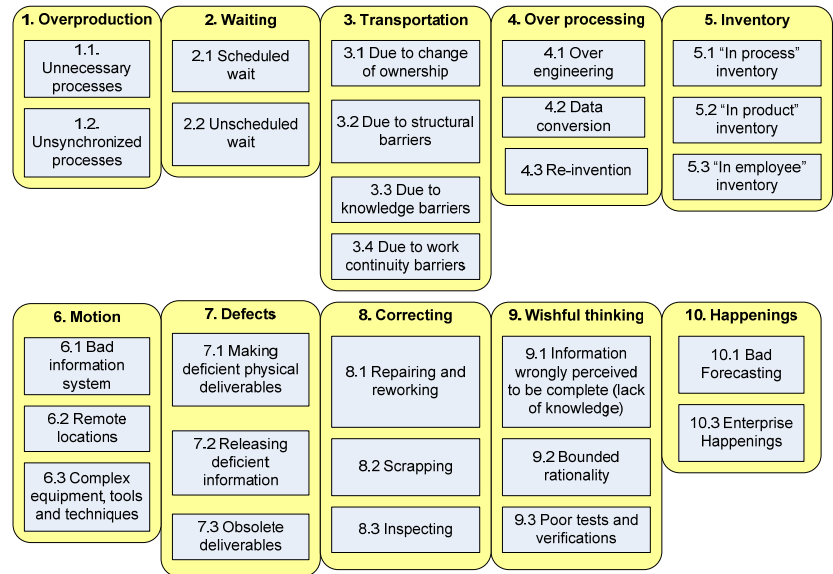 1. Overproduction
1.1.
Unnecessary
processes
1.2.
Unsynchronized
processes
2. Waiting
2.1 Scheduled
wait
2.2 Unscheduled
wait
3. Transportation
3.1 Due to change
of ownership
3.2 Due to structural
barriers
3.3 Due to
knowledge barriers
3.4 Due to work
continuity barriers
4. Over processing
4.1 Over
engineering
4.2 Data
conversion
4.3 Re-invention
5. Inventory
5.1 “In process”
inventory
5.2 “In product”
inventory
5.3 “In employee”
inventory
6. Motion
6.1 Bad
information
system
6.2 Remote
locations
6.3 Complex
equipment, tools
and techniques
7. Defects
7.1 Making
deficient physical
deliverables
7.2 Releasing
deficient
information
7.3 Obsolete
deliverables
8. Correcting
8.1 Repairing and
reworking
8.2 Scrapping
8.3 Inspecting
9. Wishful thinking
9.1 Information
wrongly perceived
to be complete (lack
of knowledge)
9.2 Bounded
rationality
9.3 Poor tests and
verifications
10. Happenings
10.1 Bad
Forecasting
10.3 Enterprise
Happenings